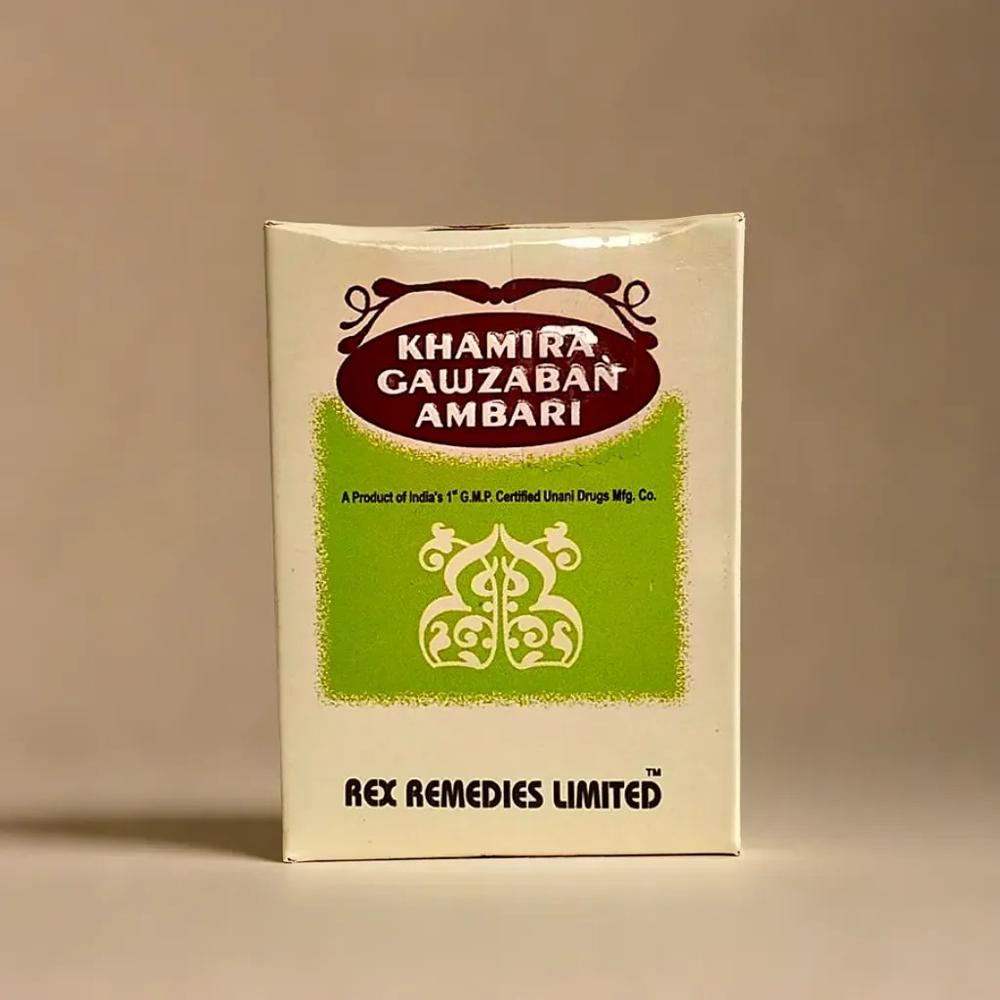 KHAMIRA
GAWZABAN
AMBARI
A Product of India's 1st G.M.P. Certified Unani Drugs Mfg. Co.
REX REMEDIES LIMITED™